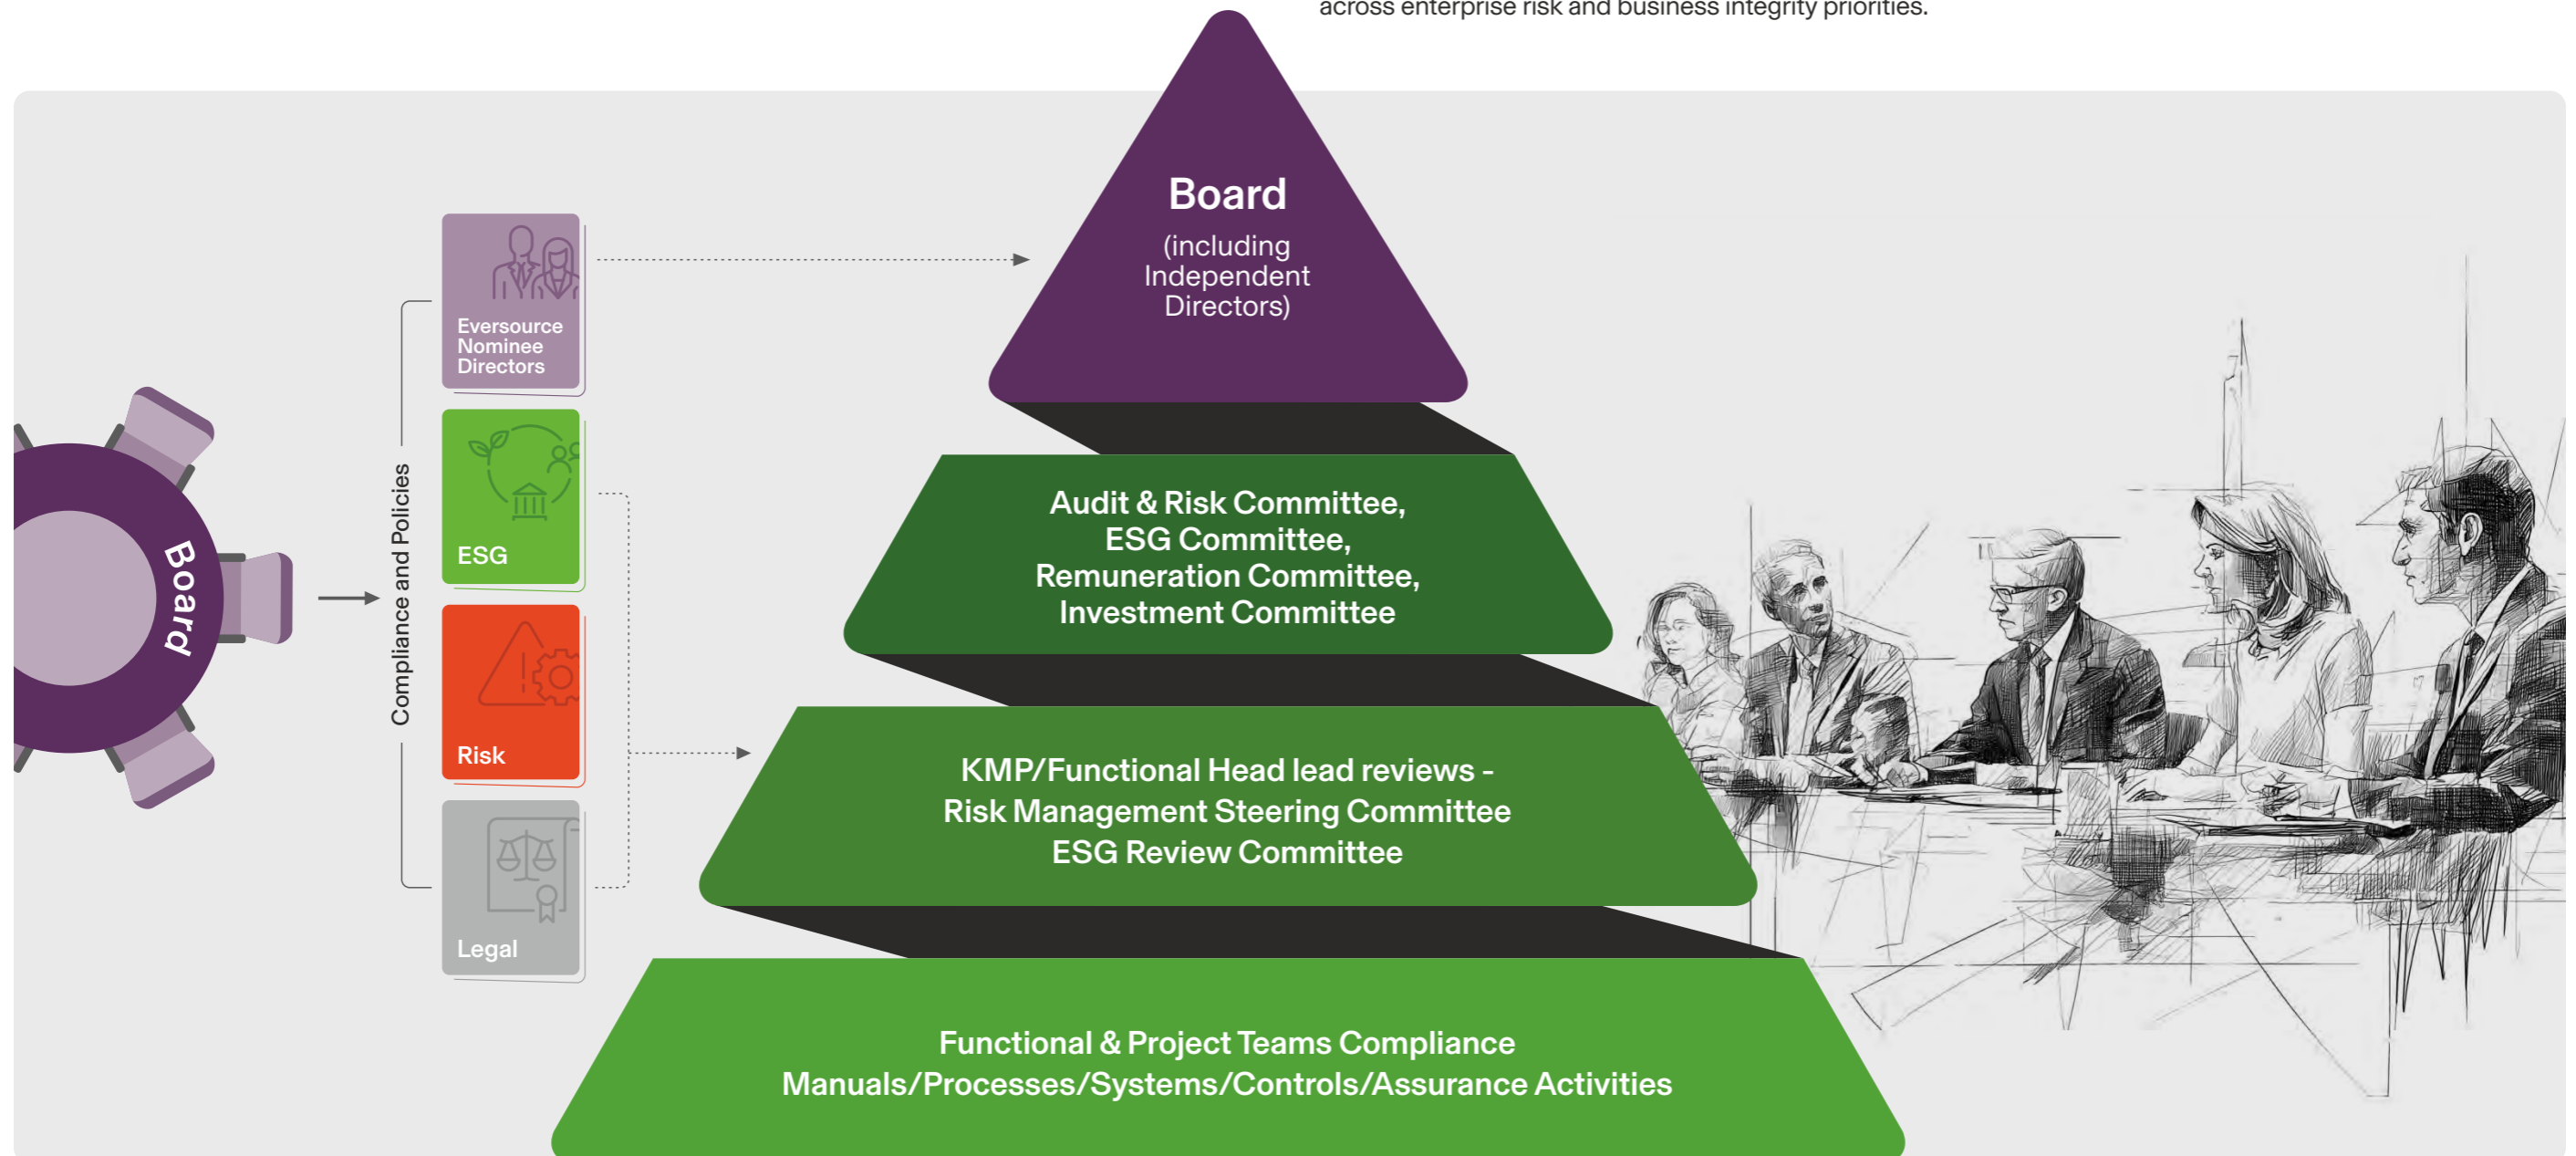 across enterprise risk and business integrity priorities.
Board
Compliance and Policies
Eversource
Nominee
Directors
ESG
Risk
Legal
Board
(including
Independent
Directors)
Audit & Risk Committee,
ESG Committee,
Remuneration Committee,
Investment Committee
KMP/Functional Head lead reviews -
Risk Management Steering Committee
ESG Review Committee
Functional & Project Teams Compliance
Manuals/Processes/Systems/Controls/Assurance Activities